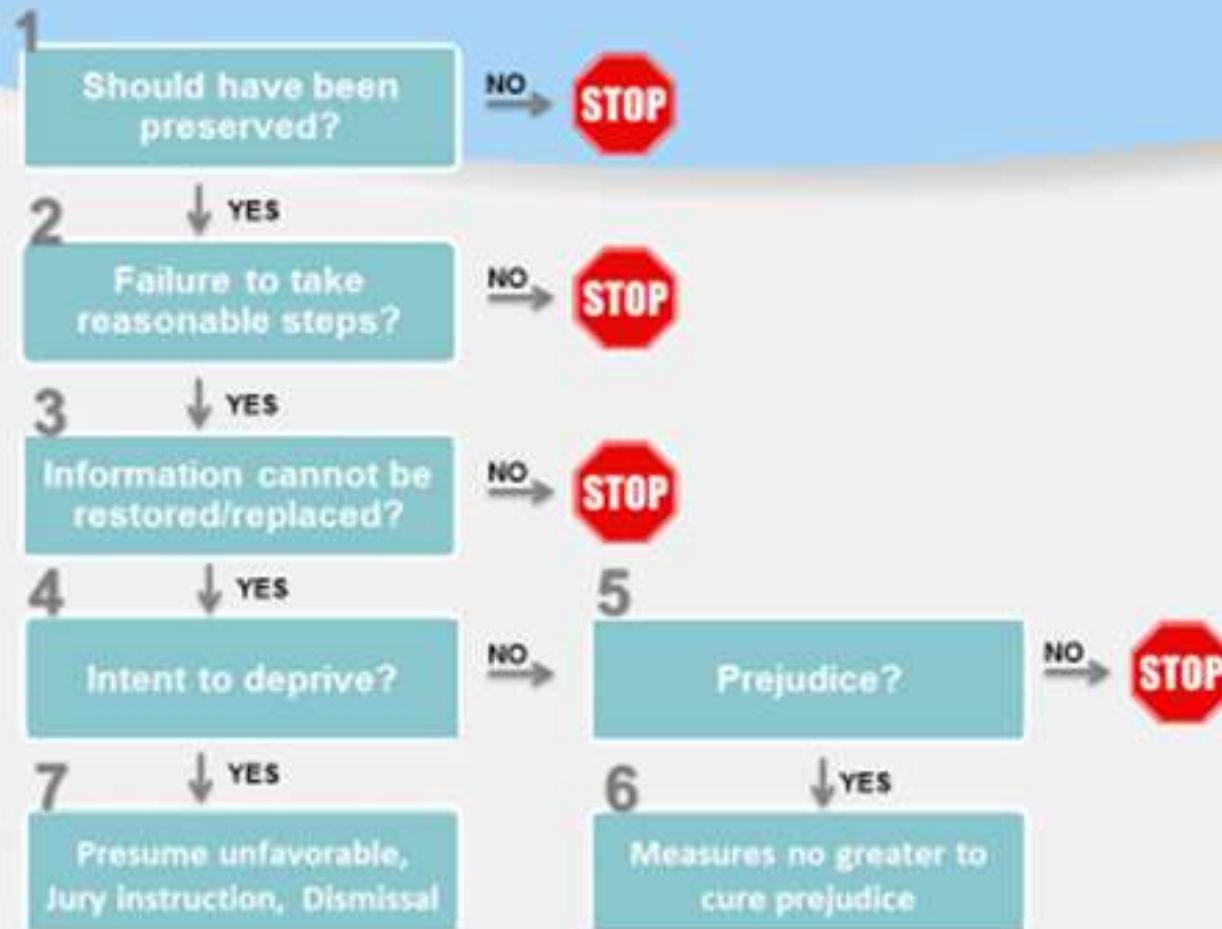 1
Should have been
preserved?
NO
STOP
YES
2
Failure to take
reasonable steps?
NO
STOP
YES
3
Information cannot be
restored/replaced?
NO
STOP
YES
4
Intent to deprive?
NO
5
Prejudice?
NO
STOP
YES
7
Presume unfavorable,
Jury instruction, Dismissal
YES
6
Measures no greater to
cure prejudice